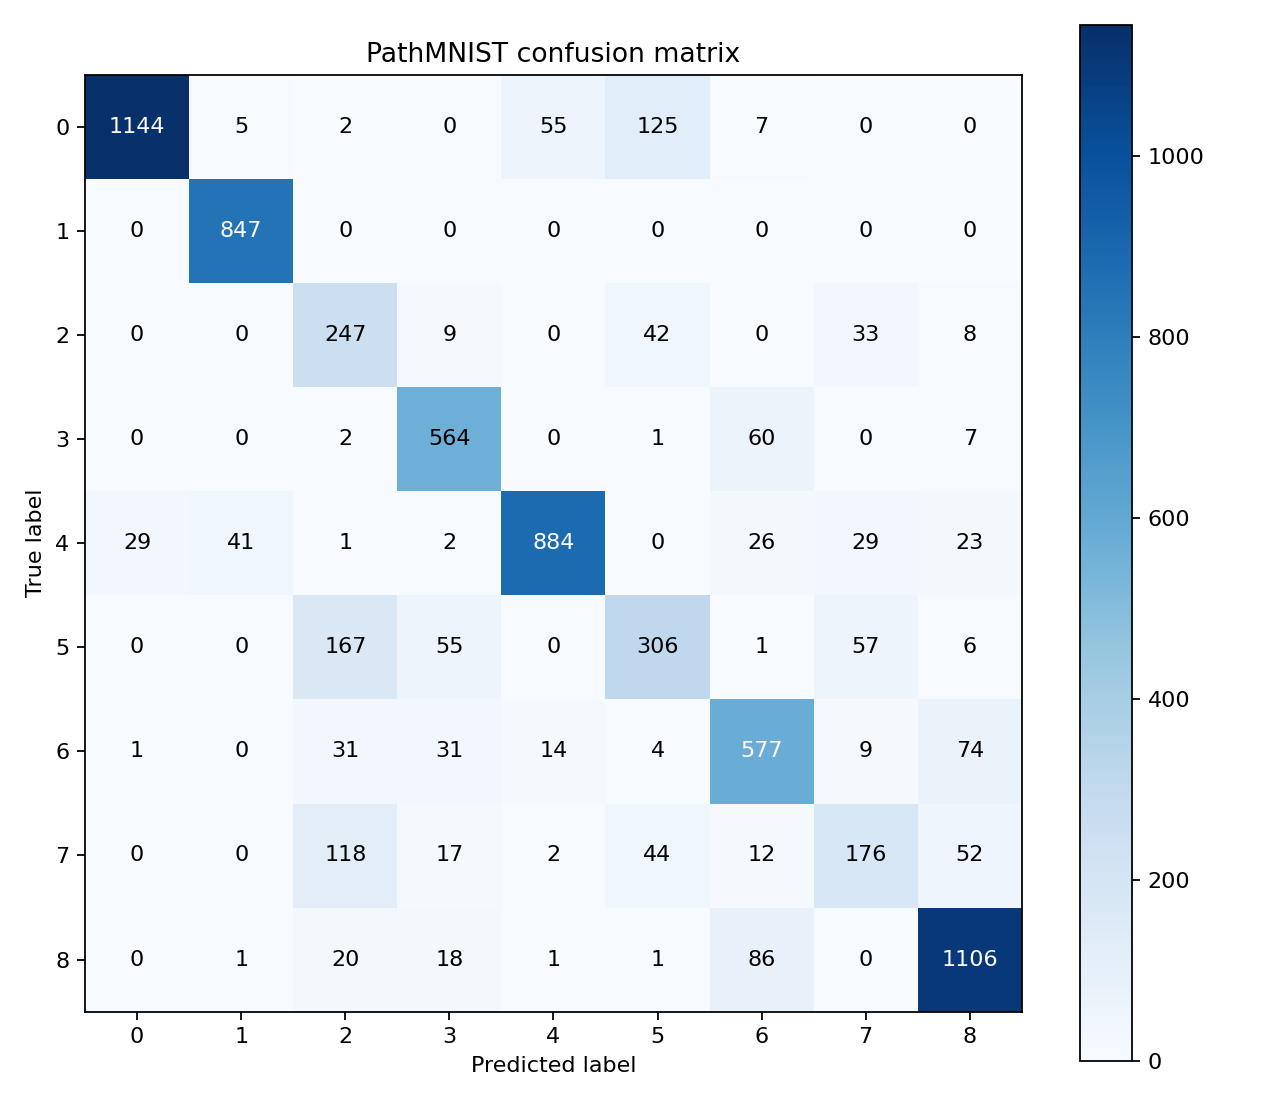 PathMNIST confusion matrix
0 1144 5 2 0 55 125 7 0 0
1 0 847 0 0 0 0 0 0 0
2 0 0 247 9 0 42 0 33 8
3 0 0 2 564 0 1 60 0 7
4 29 41 1 2 884 0 26 29 23
5 0 0 167 55 0 306 1 57 6
6 1 0 31 31 14 4 577 9 74
7 0 0 118 17 2 44 12 176 52
8 0 1 20 18 1 1 86 0 1106
0 1 2 3 4 5 6 7 8
Predicted label
True label
1000
800
600
400
200
0